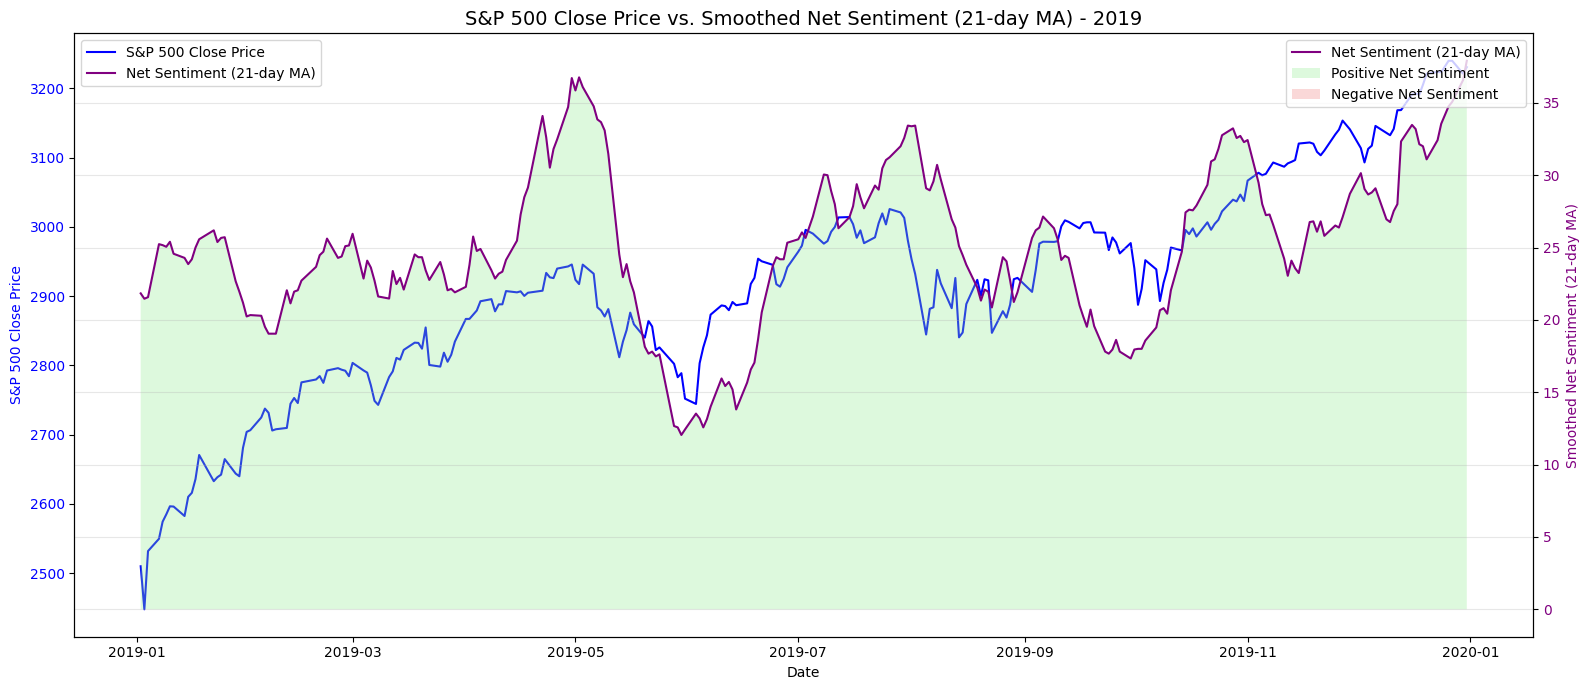 S&P 500 Close Price vs. Smoothed Net Sentiment (21-day MA) - 2019
S&P 500 Close Price
Net Sentiment (21-day MA)
Net Sentiment (21-day MA)
Positive Net Sentiment
Negative Net Sentiment
S&P 500 Close Price
3200
3100
3000
2900
2800
2700
2600
2500
35
30
25
20
15
10
5
0
Smoothed Net Sentiment (21-day MA)
2019-01
2019-03
2019-05
2019-07
2019-09
2019-11
2020-01
Date